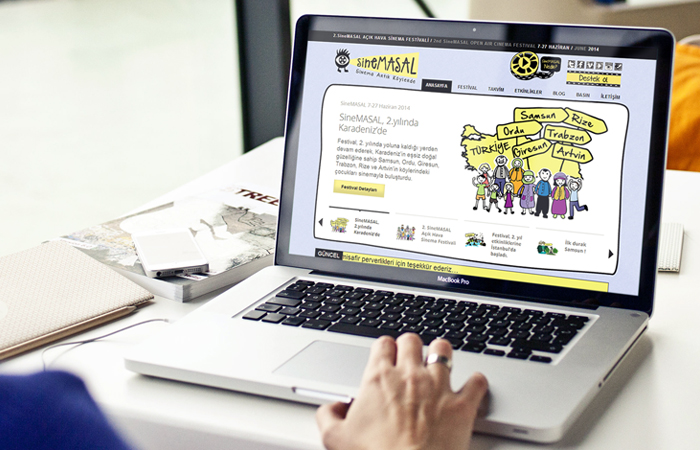 2.SineMASAL AÇIK HAVA SİNEMA FESTİVALİ / 2nd SineMASAL OPEN AIR CINEMA FESTIVAL 7-27 HAZİRAN / JUNE 2014
sineMASAL
Sinema Asta Köyünde
Destek ol
ANASAYFA FESTİVAL TAKVİM ETKİNLİKLER BLOG BASIN İLETİŞİM
SineMASAL 7-27 Haziran 2014
SineMASAL, 2.yılında
Karadeniz'de
Festival, 2. yılında yoluna kaldığı yerden
devam ederek, Karadeniz'in eşsiz doğal
güzelliğine sahip Samsun, Ordu, Giresun,
Trabzon, Rize ve Artvin'in köylerindeki
çocukları sinemayla buluşturdu.
Festival Detayları
Samsun
Rize
Ordu
Trabzon
TÜRKİYE
Giresun
Artvin
SineMASAL,
2.yılında
Karadeniz'de
2. SineMASAL
Açık Hava
Sinema Festivali
Festival, 2. yıl
etkinliklerine
İstanbul'da
başladı.
İlk durak
Samsun!
GÜNCEL
nisafir perverlikleri için teşekkür ederiz...
MacBook Pro
TREE